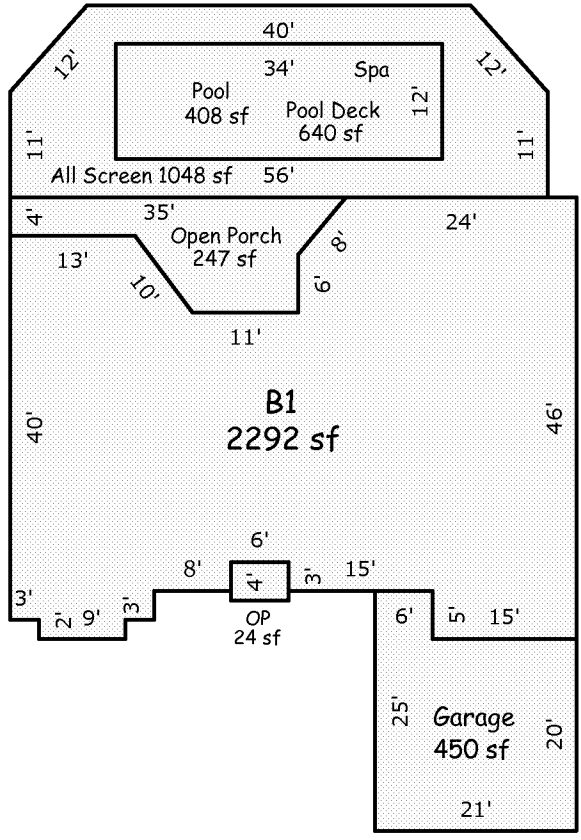 40'
12'
12'
34'
Spa
Pool
408 sf
12'
Pool Deck
640 sf
11'
11'
All Screen 1048 sf
56'
4'
35'
24'
Open Porch
247 sf
8'
13'
10'
6'
11'
B1
2292 sf
40'
46'
6'
8'
4'
3'
15'
3'
2'
9'
3'
OP
24 sf
6'
5'
15'
25'
Garage
450 sf
20'
21'